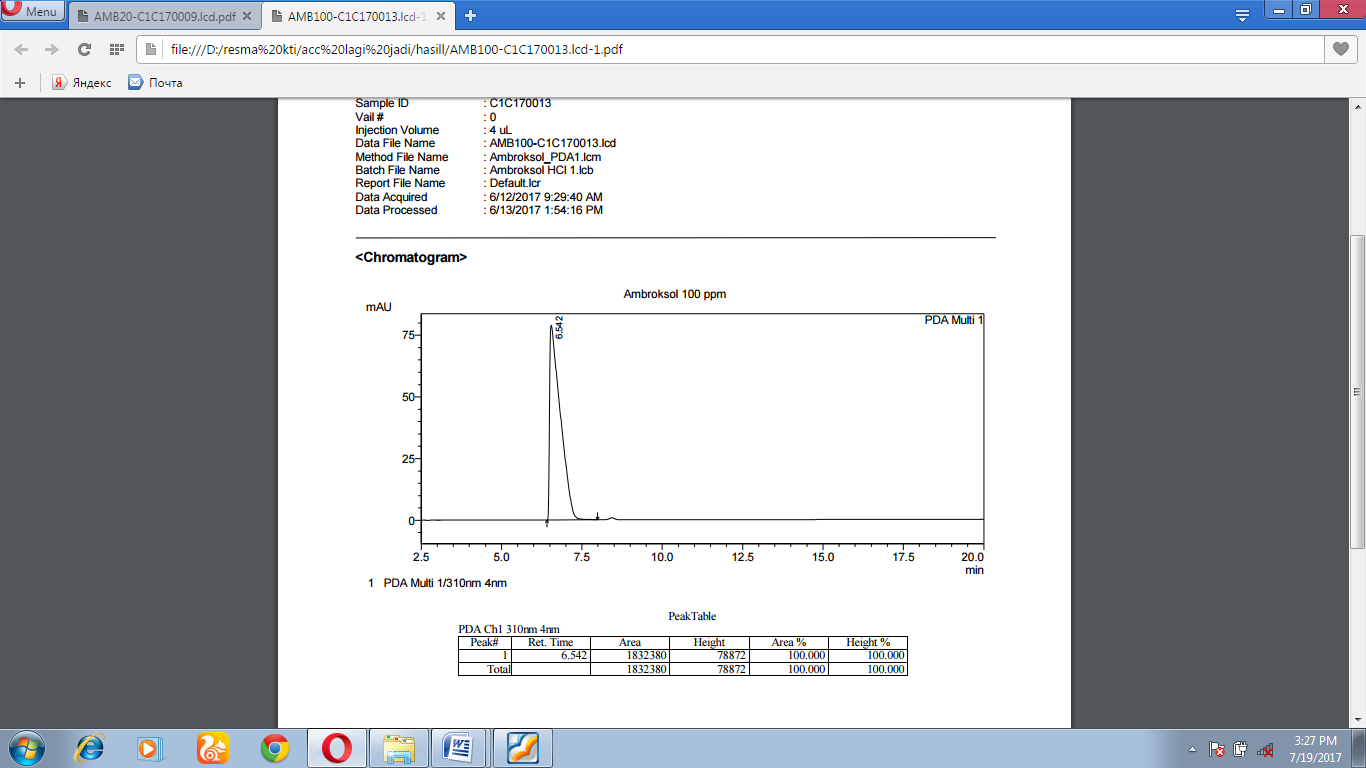 Menu
AMB20-C1C170009.lcd.pdf
AMB100-C1C170013.lcd-1
file:///D:/resma%20kti/acc%20lagi%20jadi/hasill/AMB100-C1C170013.lcd-1.pdf
Яндекс Почта
Sample ID : C1C170013
Vail # : 0
Injection Volume : 4 uL
Data File Name : AMB100-C1C170013.lcd
Method File Name : Ambroksol_PDA1.lcm
Batch File Name : Ambroksol HCl 1.lcb
Report File Name : Default.lcr
Data Acquired : 6/12/2017 9:29:40 AM
Data Processed : 6/13/2017 1:54:16 PM
<Chromatogram>
Ambroksol 100 ppm
mAU
PDA Multi 1
6.542
75
50
25
0
2.5 5.0 7.5 10.0 12.5 15.0 17.5 20.0
min
1 PDA Multi 1/310nm 4nm
PeakTable
PDA Ch1 310nm 4nm
Peak# Ret. Time Area Height Area % Height %
1 6.542 1832380 78872 100.000 100.000
Total 1832380 78872 100.000 100.000
3:27 PM
7/19/2017